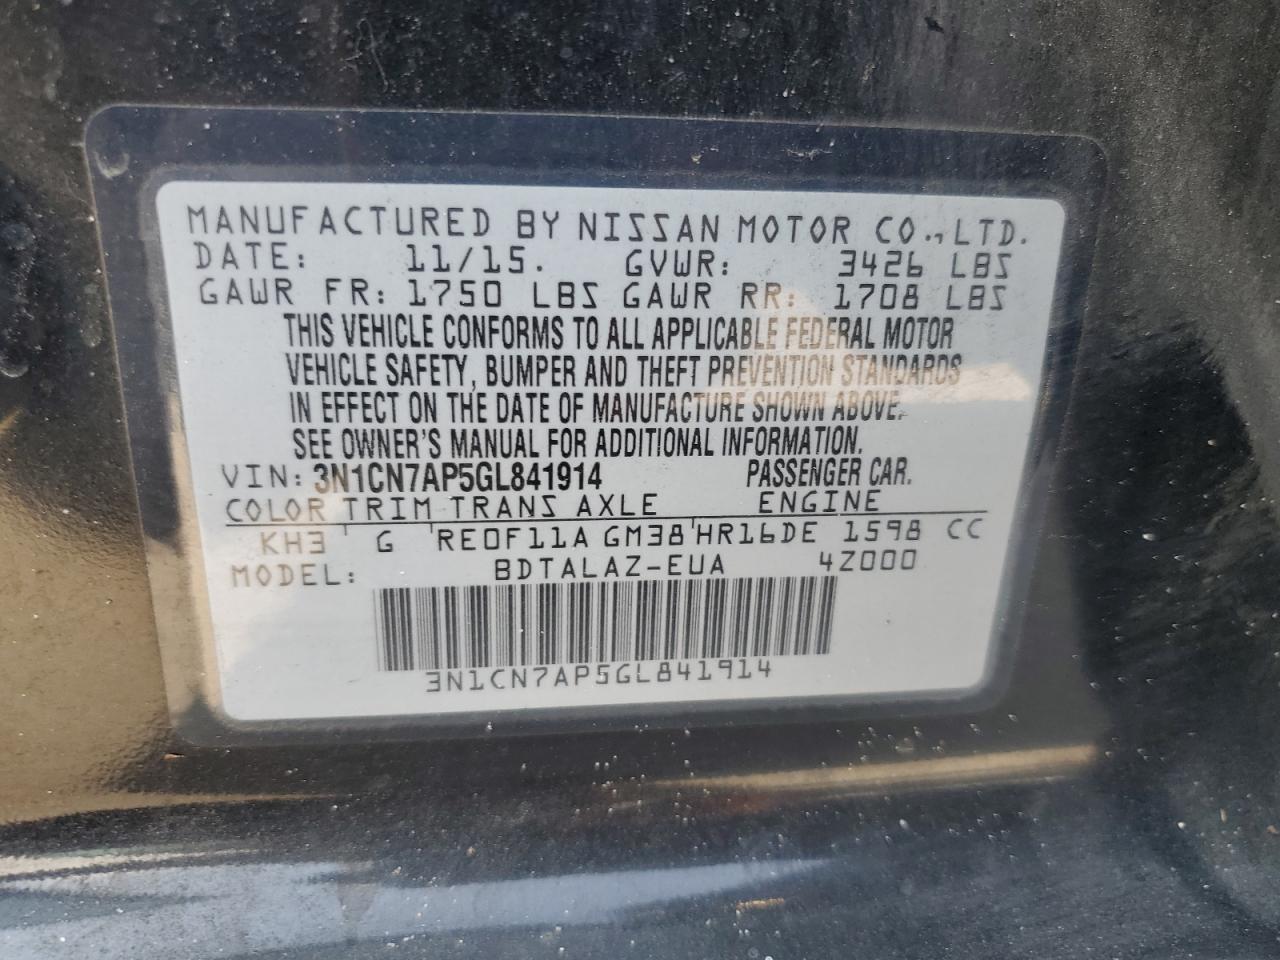 MANUFACTURED BY NISSAN MOTOR CO., LTD.
DATE: 11/15. GVWR: 3426 LBS
GAWR FR: 1750 LBS GAWR RR: 1708 LBS
THIS VEHICLE CONFORMS TO ALL APPLICABLE FEDERAL MOTOR
VEHICLE SAFETY, BUMPER AND THEFT PREVENTION STANDARDS
IN EFFECT ON THE DATE OF MANUFACTURE SHOWN ABOVE.
SEE OWNER'S MANUAL FOR ADDITIONAL INFORMATION.
VIN: 3N1CN7AP5GL841914 PASSENGER CAR.
COLOR TRIM TRANS AXLE ENGINE
KH3 ' G ' RE0F11A GM38 ' HR16DE 1598 CC
MODEL: BDTALAZ-EUA 4Z000
3N1CN7AP5GL841914